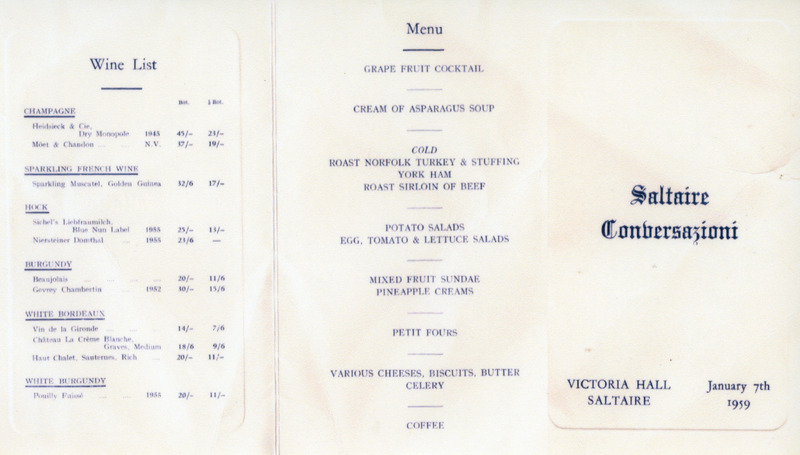 Wine List
Bot. ½ Bot.
CHAMPAGNE
Heidsieck & Cie,
Dry Monopole 1948 45/- 23/-
Möet & Chandon N.V. 37/- 19/-
SPARKLING FRENCH WINE
Sparkling Muscatel, Golden Guinea 32/6 17/-
HOCK
Sichel's Liebfraumilch,
Blue Nun Label 1955 25/- 13/-
Niersteiner Domthal 1955 23/6 —
BURGUNDY
Beaujolais 20/- 11/6
Gevrey Chambertin 1952 30/- 15/6
WHITE BORDEAUX
Vin de la Gironde 14/- 7/6
Château La Crème Blanche,
Graves, Medium 18/6 9/6
Haut Chalet, Sauternes, Rich 20/- 11/-
WHITE BURGUNDY
Pouilly Fuissé 1955 20/- 11/-
Menu
GRAPE FRUIT COCKTAIL
CREAM OF ASPARAGUS SOUP
COLD
ROAST NORFOLK TURKEY & STUFFING
YORK HAM
ROAST SIRLOIN OF BEEF
POTATO SALADS
EGG, TOMATO & LETTUCE SALADS
MIXED FRUIT SUNDAE
PINEAPPLE CREAMS
PETIT FOURS
VARIOUS CHEESES, BISCUITS, BUTTER
CELERY
COFFEE
Saltaire
Conversazioni
VICTORIA HALL January 7th
SALTAIRE 1959